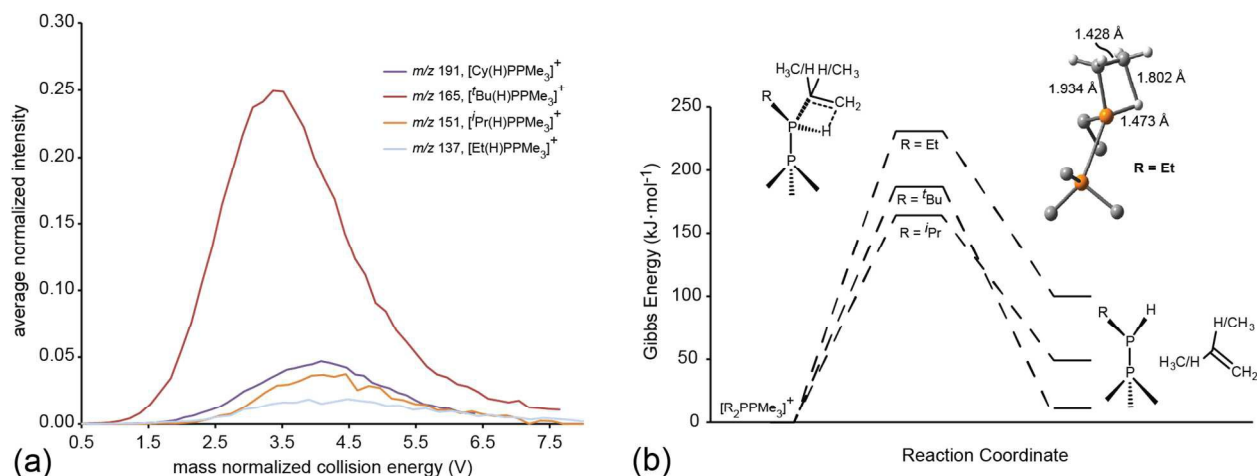 0.30
0.25
0.20
0.15
0.10
0.05
0.00
0.5
1.5
2.5
3.5
4.5
5.5
6.5
7.5
average normalized intensity
mass normalized collision energy (V)
m/z 191, [Cy(H)PPMe₃]⁺
m/z 165, [ᵗBu(H)PPMe₃]⁺
m/z 151, [ⁱPr(H)PPMe₃]⁺
m/z 137, [Et(H)PPMe₃]⁺
(a)
250
200
150
100
50
0
Gibbs Energy (kJ·mol⁻¹)
Reaction Coordinate
[R₂PPMe₃]⁺
H₃C/H
H/CH₃
R
CH₂
P
H
P
R = Et
R = ᵗBu
R = ⁱPr
1.428 Å
1.934 Å
1.802 Å
1.473 Å
R = Et
R
H
P
P
H/CH₃
H₃C/H
CH₂
(b)